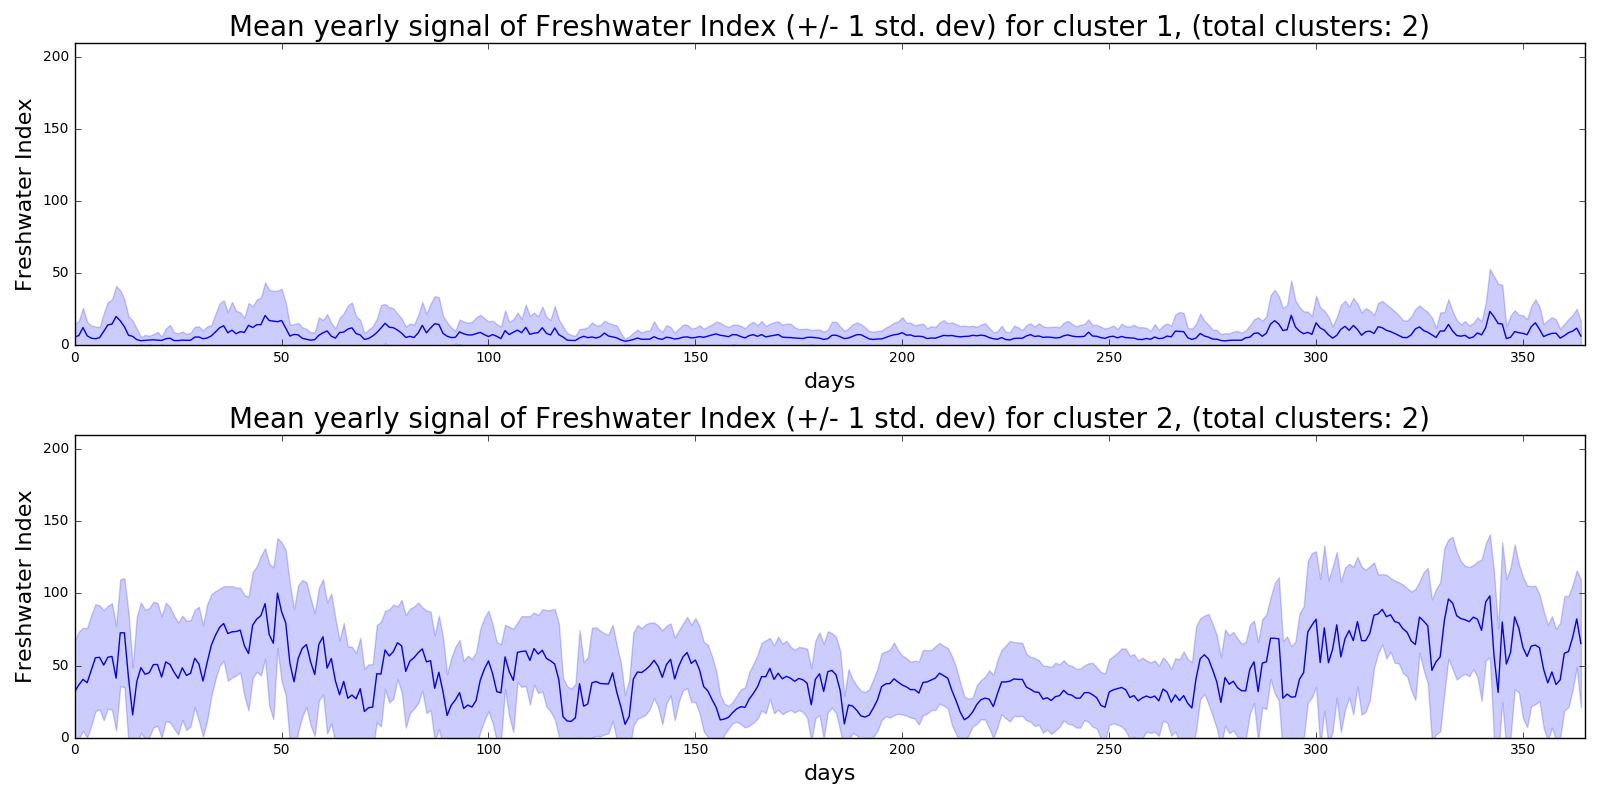 Mean yearly signal of Freshwater Index (+/- 1 std. dev) for cluster 1, (total clusters: 2)
200
150
100
50
0
Freshwater Index
0 50 100 150 200 250 300 350
days
Mean yearly signal of Freshwater Index (+/- 1 std. dev) for cluster 2, (total clusters: 2)
200
150
100
50
0
Freshwater Index
0 50 100 150 200 250 300 350
days